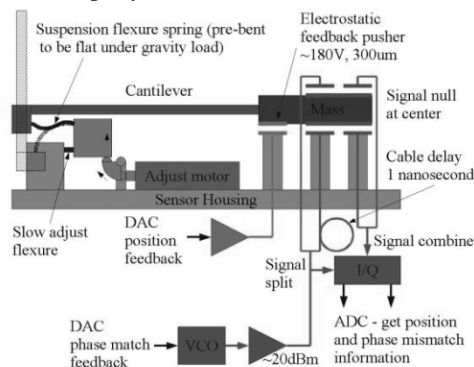 Suspension flexure spring (pre-bent
to be flat under gravity load)
Electrostatic
feedback pusher
~180V, 300um
Cantilever
Mass
Signal null
at center
Cable delay
1 nanosecond
Adjust motor
Sensor Housing
Slow adjust
flexure
DAC
position
feedback
Signal combine
Signal
split
I/Q
DAC
phase match
feedback
VCO
~20dBm
ADC - get position
and phase mismatch
information